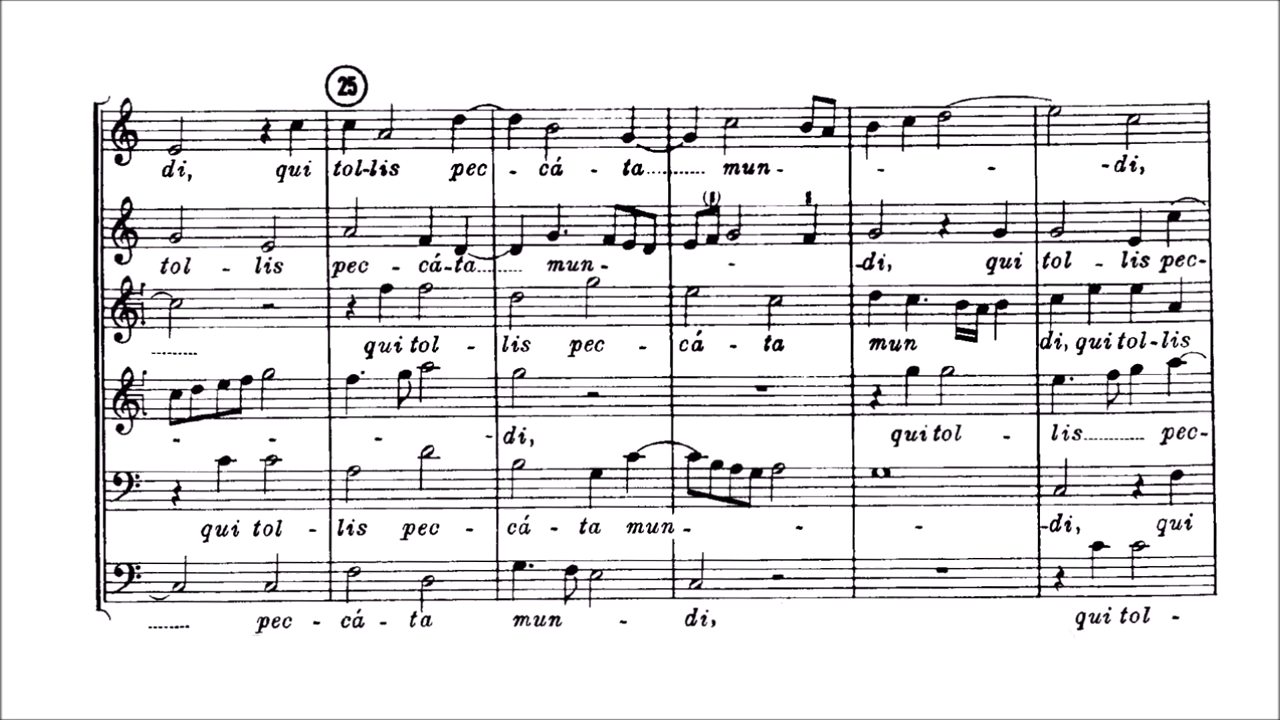 25
di, qui tol-lis pec - cá - ta........... mun- - - -di,
tol - lis pec - cá-ta........ mun- - -di, qui tol - lis pec-
........ qui tol - lis pec - cá - ta mun di, qui tol-lis
- - - -di, qui tol - lis........... pec-
qui tol - lis pec - cá - ta mun - - - -di, qui
....... pec - cá - ta mun - di, qui tol -